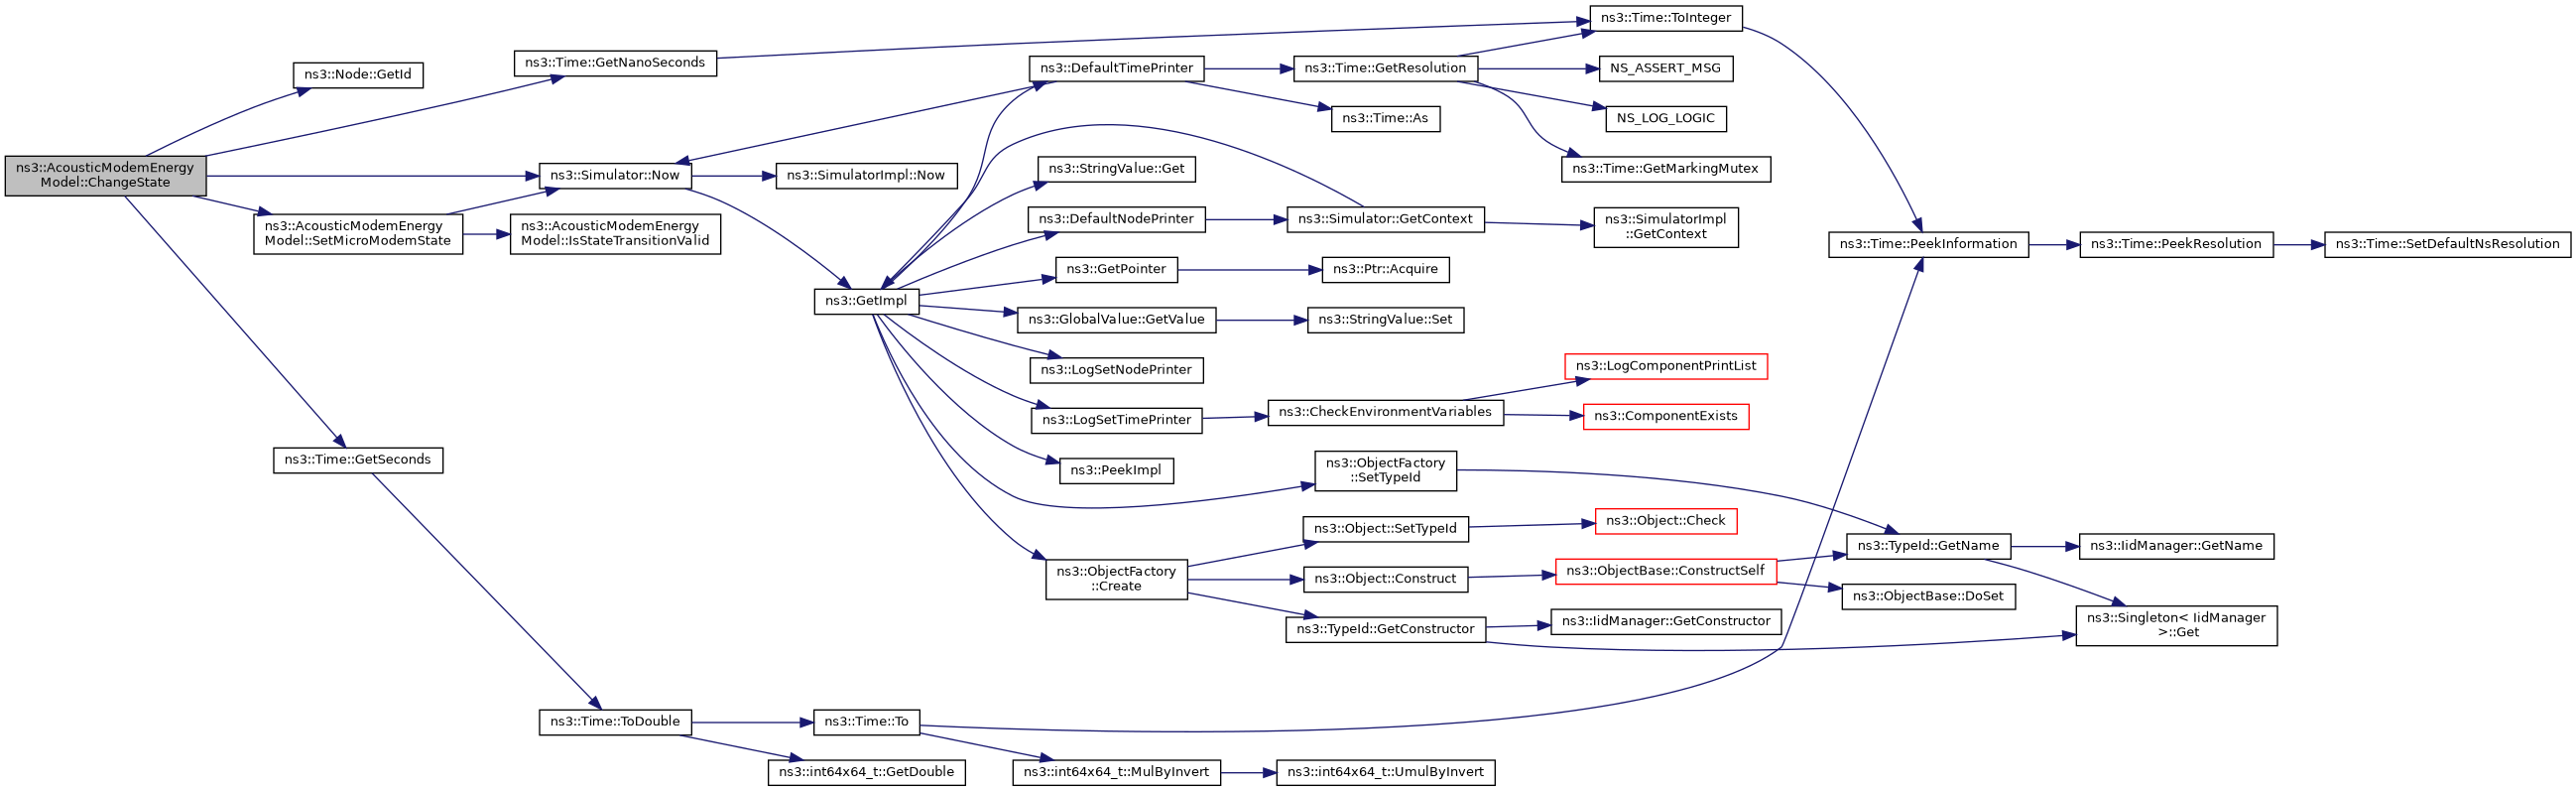 ns3::AcousticModemEnergy
Model::ChangeState
ns3::Node::GetId
ns3::Time::GetNanoSeconds
ns3::Simulator::Now
ns3::AcousticModemEnergy
Model::SetMicroModemState
ns3::AcousticModemEnergy
Model::IsStateTransitionValid
ns3::SimulatorImpl::Now
ns3::GetImpl
ns3::Time::GetSeconds
ns3::Time::ToDouble
ns3::Time::To
ns3::int64x64_t::GetDouble
ns3::int64x64_t::MulByInvert
ns3::int64x64_t::UmulByInvert
ns3::DefaultTimePrinter
ns3::StringValue::Get
ns3::DefaultNodePrinter
ns3::GetPointer
ns3::GlobalValue::GetValue
ns3::LogSetNodePrinter
ns3::LogSetTimePrinter
ns3::PeekImpl
ns3::ObjectFactory
::SetTypeId
ns3::ObjectFactory
::Create
ns3::Time::GetResolution
ns3::Time::As
ns3::Simulator::GetContext
ns3::Ptr::Acquire
ns3::StringValue::Set
ns3::CheckEnvironmentVariables
ns3::Object::SetTypeId
ns3::Object::Construct
ns3::TypeId::GetConstructor
ns3::Time::ToInteger
NS_ASSERT_MSG
NS_LOG_LOGIC
ns3::Time::GetMarkingMutex
ns3::SimulatorImpl
::GetContext
ns3::LogComponentPrintList
ns3::ComponentExists
ns3::Object::Check
ns3::ObjectBase::ConstructSelf
ns3::IidManager::GetConstructor
ns3::Time::PeekInformation
ns3::Time::PeekResolution
ns3::Time::SetDefaultNsResolution
ns3::TypeId::GetName
ns3::ObjectBase::DoSet
ns3::IidManager::GetName
ns3::Singleton< IidManager
>::Get